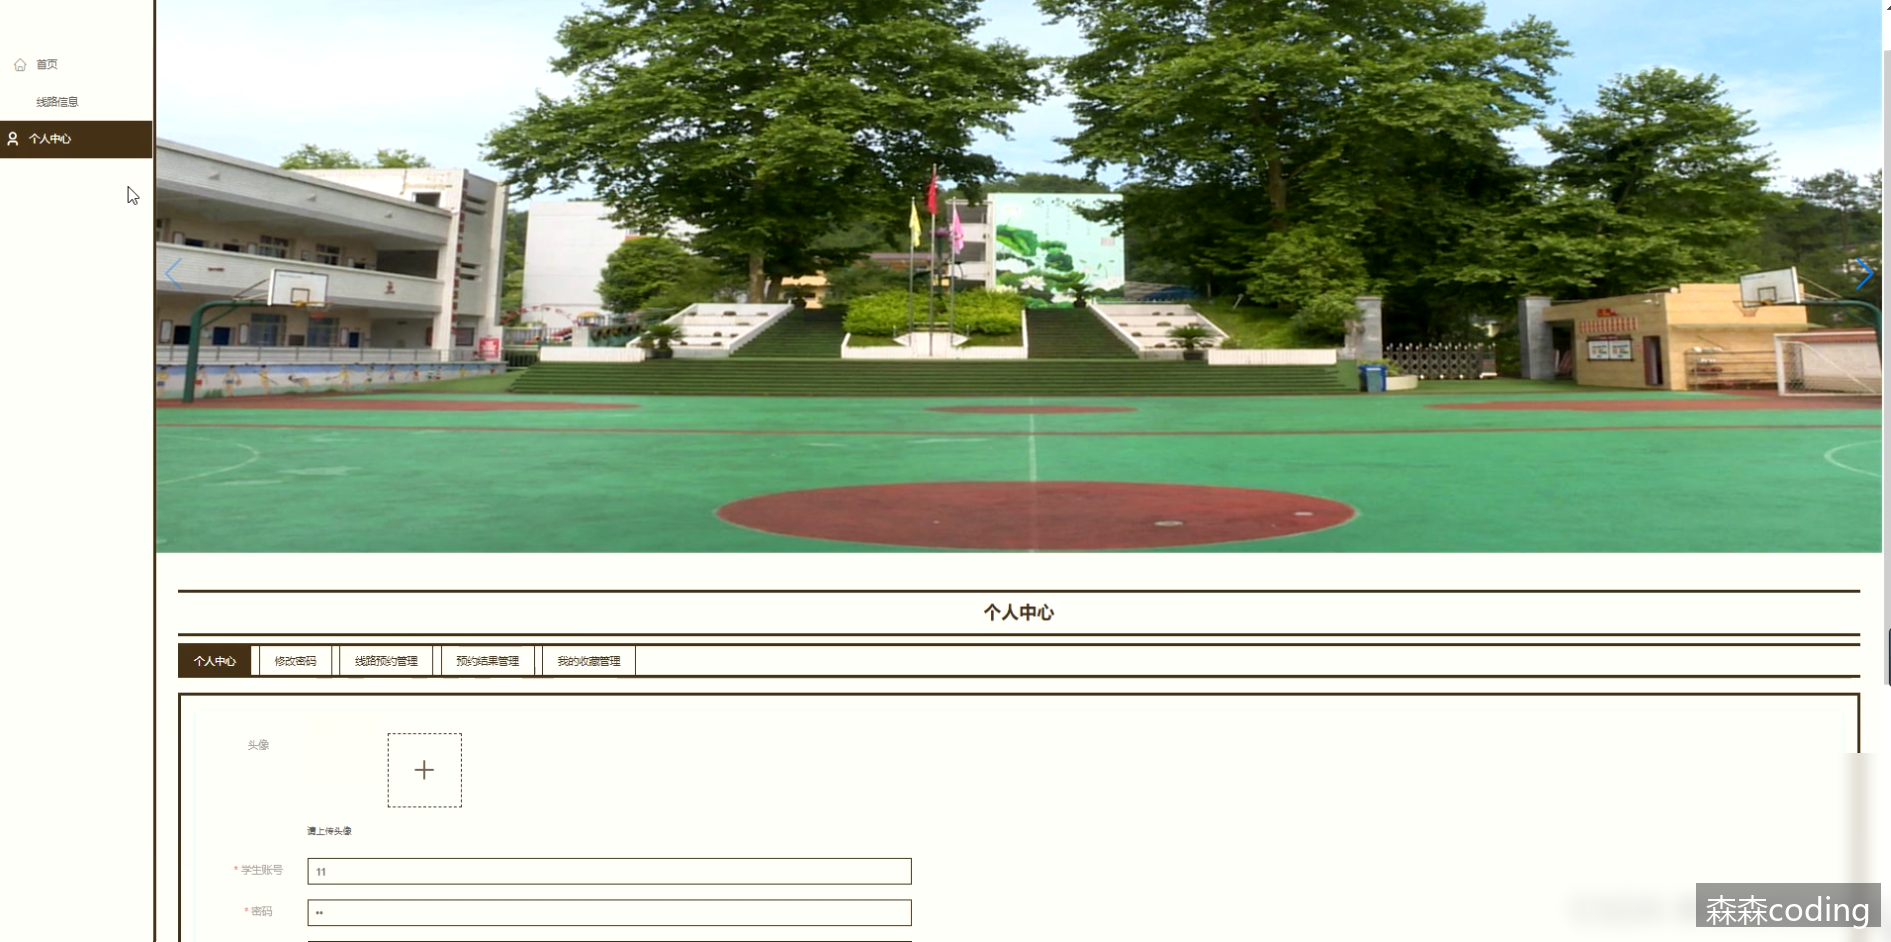 首页
线路信息
个人中心
个人中心
个人中心 修改密码 线路预约管理 预约结果管理 我的收藏管理
头像
请上传头像
* 学生账号 11
* 密码 ••
森森coding